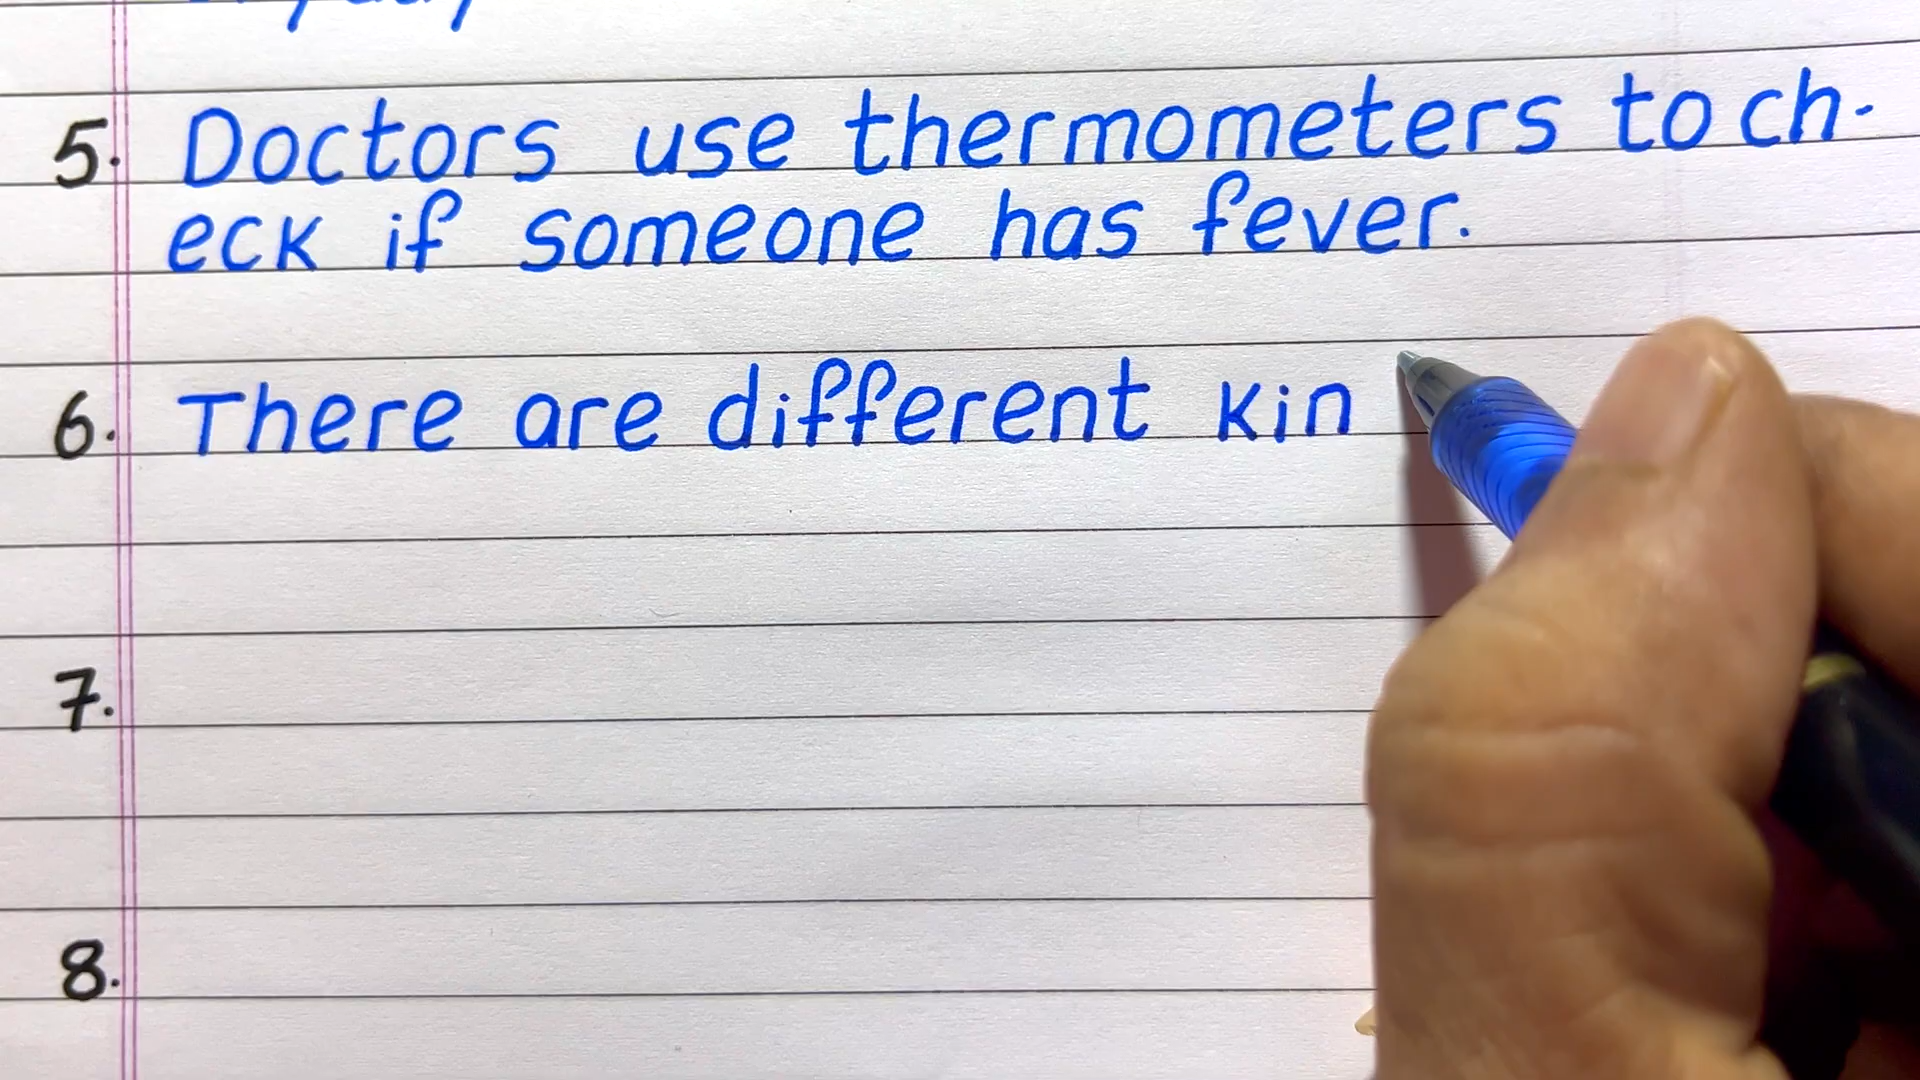 5. Doctors use thermometers to ch-
eck if someone has fever.
6. There are different kin
7.
8.